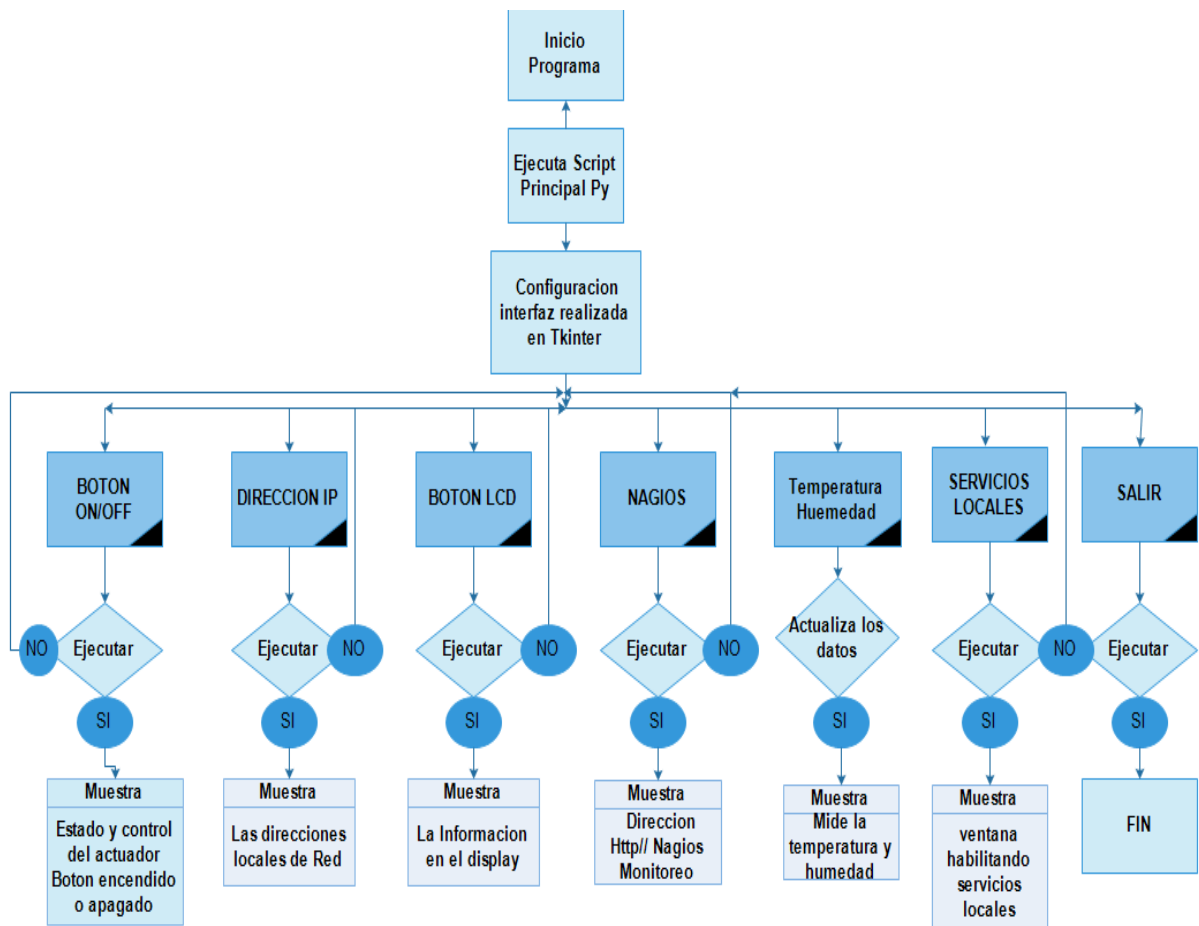 Inicio
Programa
Ejecuta Script
Principal Py
Configuracion
interfaz realizada
en Tkinter
BOTON
ON/OFF
DIRECCION IP
BOTON LCD
NAGIOS
Temperatura
Huemedad
SERVICIOS
LOCALES
SALIR
NO
Ejecutar
Ejecutar
NO
Ejecutar
NO
Ejecutar
NO
Actualiza los
datos
Ejecutar
NO
Ejecutar
SI
SI
SI
SI
SI
SI
SI
Muestra
Estado y control
del actuador
Boton encendido
o apagado
Muestra
Las direcciones
locales de Red
Muestra
La Informacion
en el display
Muestra
Direccion
Http// Nagios
Monitoreo
Muestra
Mide la
temperatura y
humedad
Muestra
ventana
habilitando
servicios
locales
FIN